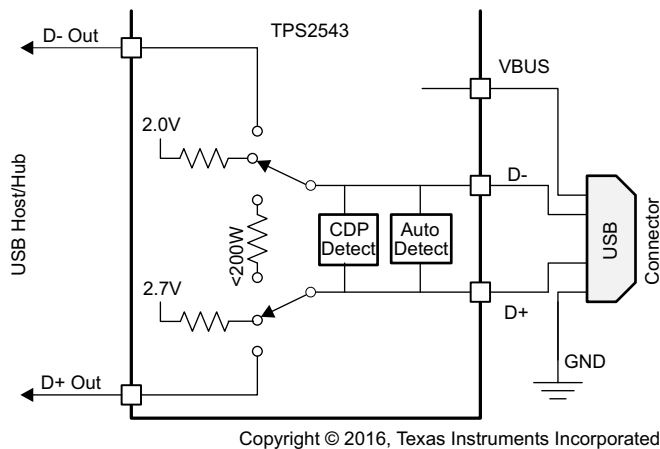 TPS2543
D- Out
VBUS
2.0V
D-
USB Host/Hub
<200W
CDP
Detect
Auto
Detect
USB
Connector
2.7V
D+
D+ Out
GND
Copyright © 2016, Texas Instruments Incorporated